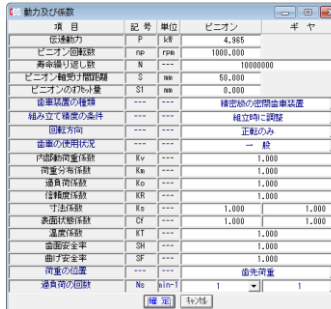 動力及び係数
項 目 記 号 単位 ピニオン ギ ヤ
伝達動力 P kW 4.965
ピニオン回転数 np rpm 1000.000
寿命繰り返し数 N --- 10000000
ピニオン軸受け間距離 S mm 50.000
ピニオンのオフセット量 S1 mm 0.000
歯車装置の種類 --- --- 精密級の密閉歯車装置
組み立て精度の条件 --- --- 組立時に調整
回転方向 --- --- 正転のみ
歯車の使用状況 --- --- 一 般
内部動荷重係数 Kv --- 1.000
荷重分布係数 Km --- 1.000
過負荷係数 Ko --- 1.000
信頼度係数 KR --- 1.000
寸法係数 Ks --- 1.000 1.000
表面状態係数 Cf --- 1.000 1.000
温度係数 KT --- 1.000
歯面安全率 SH --- 1.000
曲げ安全率 SF --- 1.000
荷重の位置 --- --- 歯先荷重
過負荷の回数 Ns min-1 1 1
確 定 キャンセル